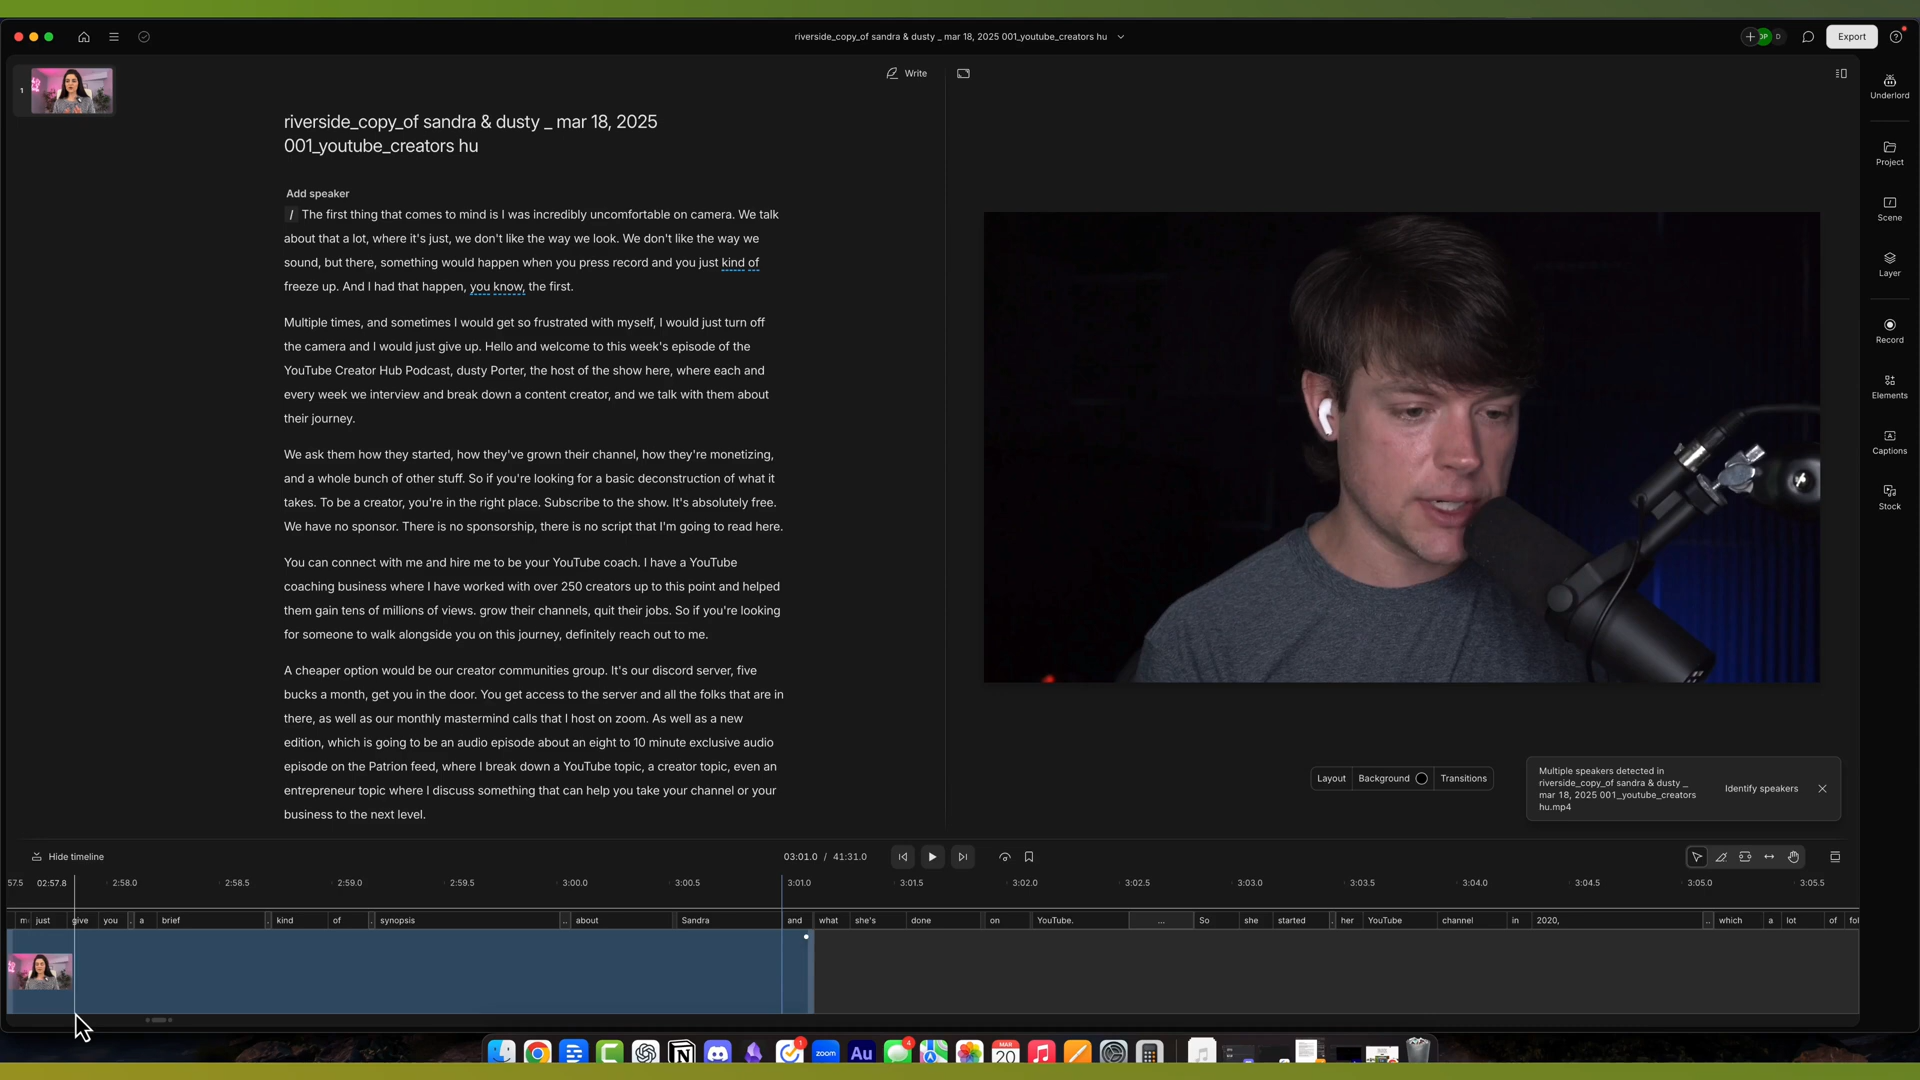 riverside_copy_of sandra & dusty _ mar 18, 2025 001_youtube_creators hu
DP
D
Export
1
Write
Underlord
riverside_copy_of sandra & dusty _ mar 18, 2025
001_youtube_creators hu
Project
Add speaker
/ The first thing that comes to mind is I was incredibly uncomfortable on camera. We talk
about that a lot, where it's just, we don't like the way we look. We don't like the way we
sound, but there, something would happen when you press record and you just kind of
freeze up. And I had that happen, you know, the first.
Scene
Layer
Multiple times, and sometimes I would get so frustrated with myself, I would just turn off
the camera and I would just give up. Hello and welcome to this week's episode of the
YouTube Creator Hub Podcast, dusty Porter, the host of the show here, where each and
every week we interview and break down a content creator, and we talk with them about
their journey.
Record
Elements
We ask them how they started, how they've grown their channel, how they're monetizing,
and a whole bunch of other stuff. So if you're looking for a basic deconstruction of what it
takes. To be a creator, you're in the right place. Subscribe to the show. It's absolutely free.
We have no sponsor. There is no sponsorship, there is no script that I'm going to read here.
Captions
Stock
You can connect with me and hire me to be your YouTube coach. I have a YouTube
coaching business where I have worked with over 250 creators up to this point and helped
them gain tens of millions of views. grow their channels, quit their jobs. So if you're looking
for someone to walk alongside you on this journey, definitely reach out to me.
A cheaper option would be our creator communities group. It's our discord server, five
bucks a month, get you in the door. You get access to the server and all the folks that are in
there, as well as our monthly mastermind calls that I host on zoom. As well as a new
edition, which is going to be an audio episode about an eight to 10 minute exclusive audio
episode on the Patrion feed, where I break down a YouTube topic, a creator topic, even an
entrepreneur topic where I discuss something that can help you take your channel or your
business to the next level.
Layout
Background
Transitions
Multiple speakers detected in
riverside_copy_of sandra & dusty _
mar 18, 2025 001_youtube_creators
hu.mp4
Identify speakers
Hide timeline
03:01.0 / 41:31.0
57.5 02:57.8 2:58.0 2:58.5 2:59.0 2:59.5 3:00.0 3:00.5 3:01.0 3:01.5 3:02.0 3:02.5 3:03.0 3:03.5 3:04.0 3:04.5 3:05.0 3:05.5
m just give you . a brief . kind of . synopsis .. about Sandra and what she's done on YouTube. ... So she started . her YouTube channel in 2020, .. which a lot of fol
1
zoom
Au
4
MAR
20